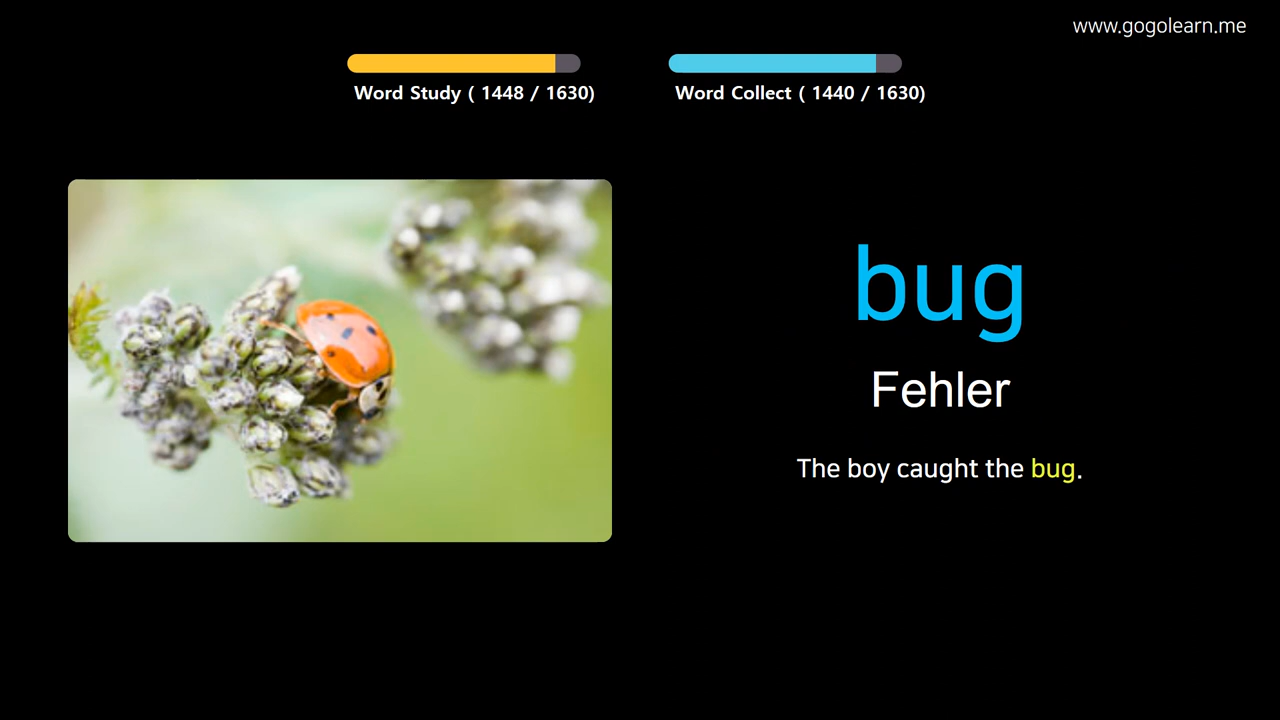 www.gogolearn.me
Word Study ( 1448 / 1630)
Word Collect ( 1440 / 1630)
bug
Fehler
The boy caught the bug.